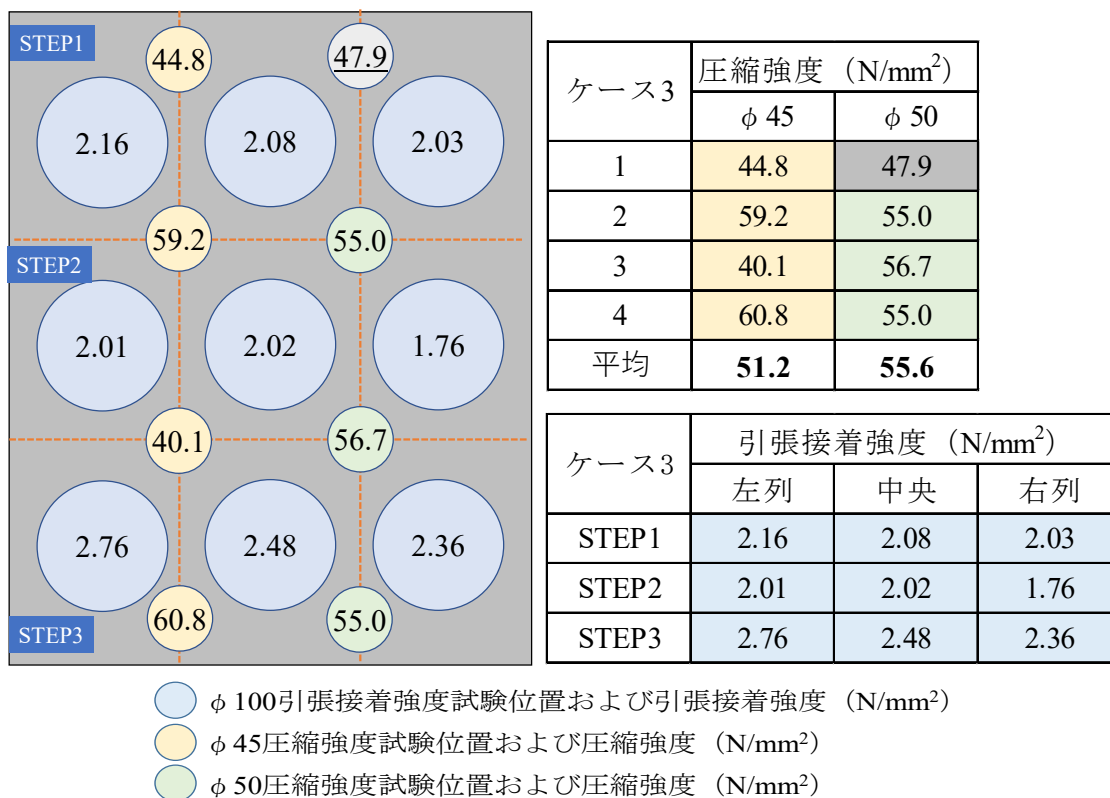 STEP1
44.8
47.9
2.16
2.08
2.03
59.2
55.0
STEP2
2.01
2.02
1.76
40.1
56.7
2.76
2.48
2.36
60.8
55.0
STEP3
ケース3 圧縮強度（N/mm²）
φ 45 φ 50
1 44.8 47.9
2 59.2 55.0
3 40.1 56.7
4 60.8 55.0
平均 51.2 55.6
ケース3 引張接着強度（N/mm²）
左列 中央 右列
STEP1 2.16 2.08 2.03
STEP2 2.01 2.02 1.76
STEP3 2.76 2.48 2.36
φ 100引張接着強度試験位置および引張接着強度（N/mm²）
φ 45圧縮強度試験位置および圧縮強度（N/mm²）
φ 50圧縮強度試験位置および圧縮強度（N/mm²）